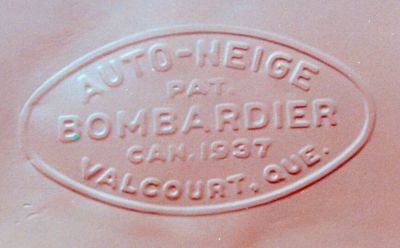 AUTO-NEIGE
PAT.
BOMBARDIER
CAN.1937
VALCOURT, QUE.